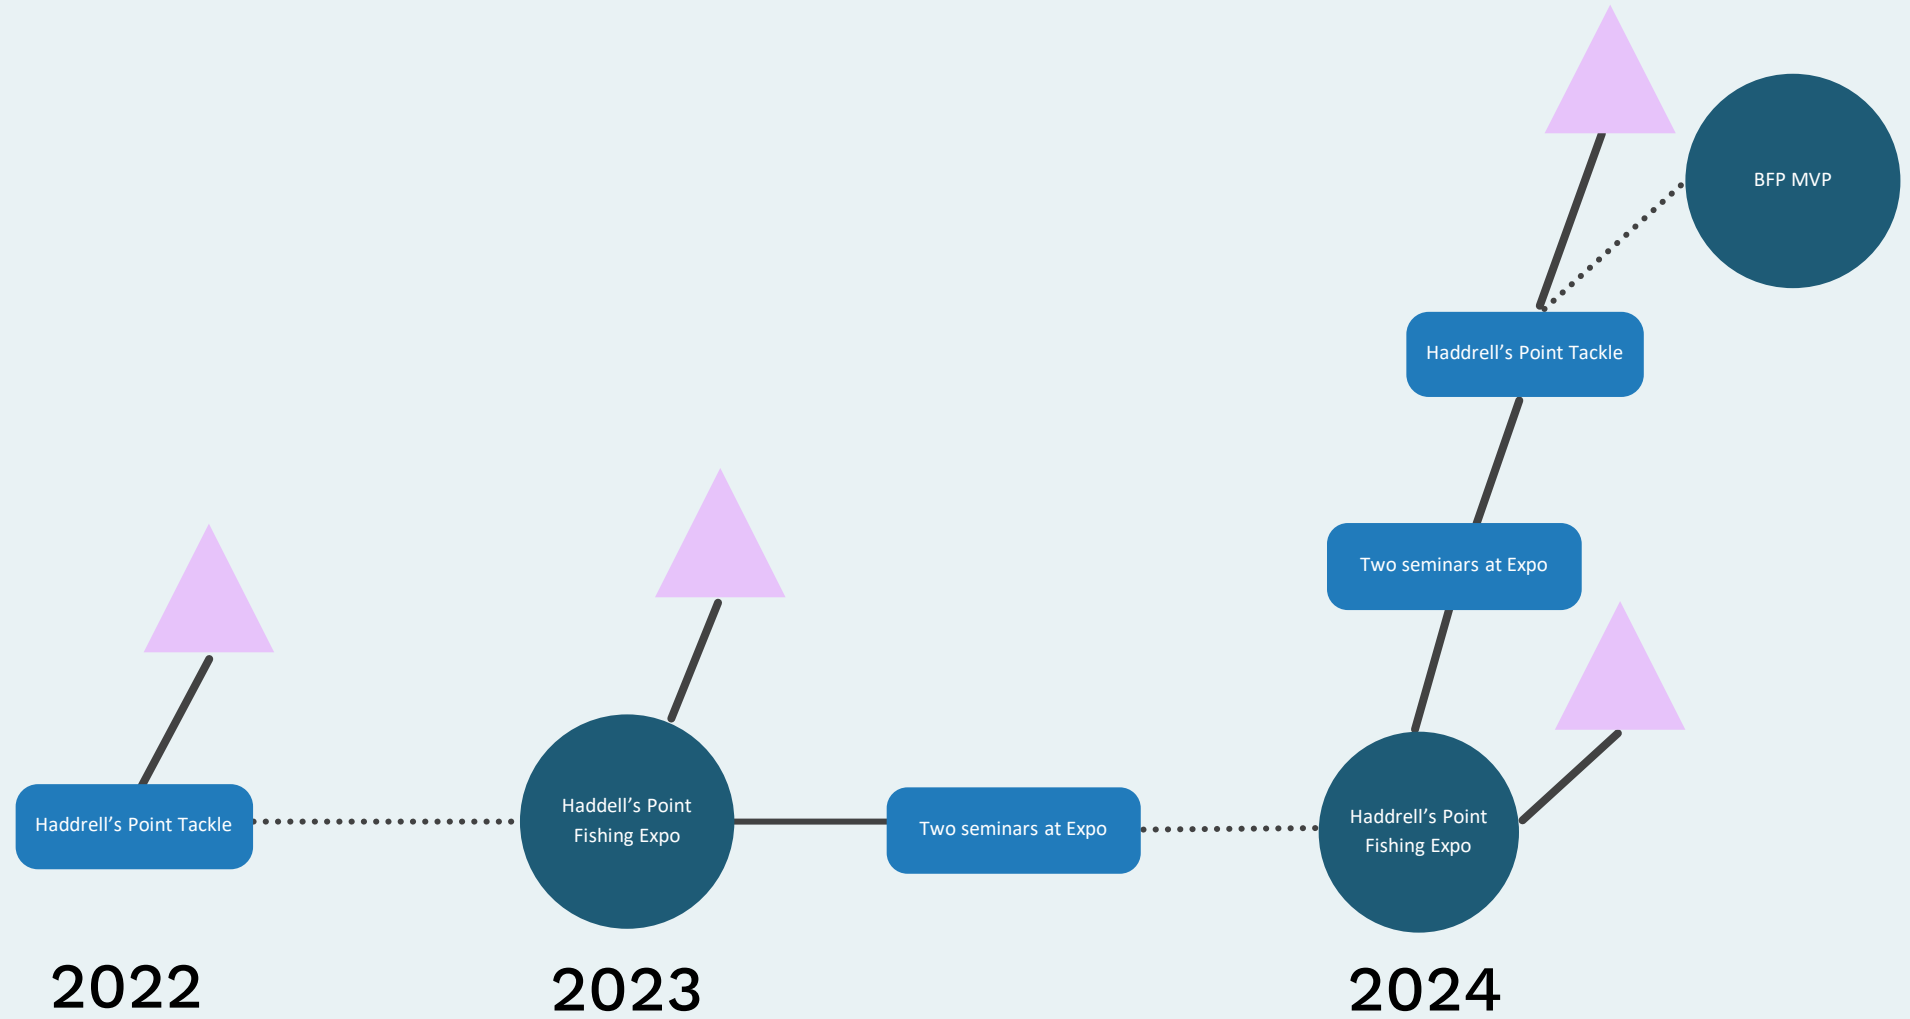 BFP MVP
Haddrell’s Point Tackle
Two seminars at Expo
Haddrell’s Point Tackle
Haddell’s Point
Fishing Expo
Two seminars at Expo
Haddrell’s Point
Fishing Expo
2022
2023
2024